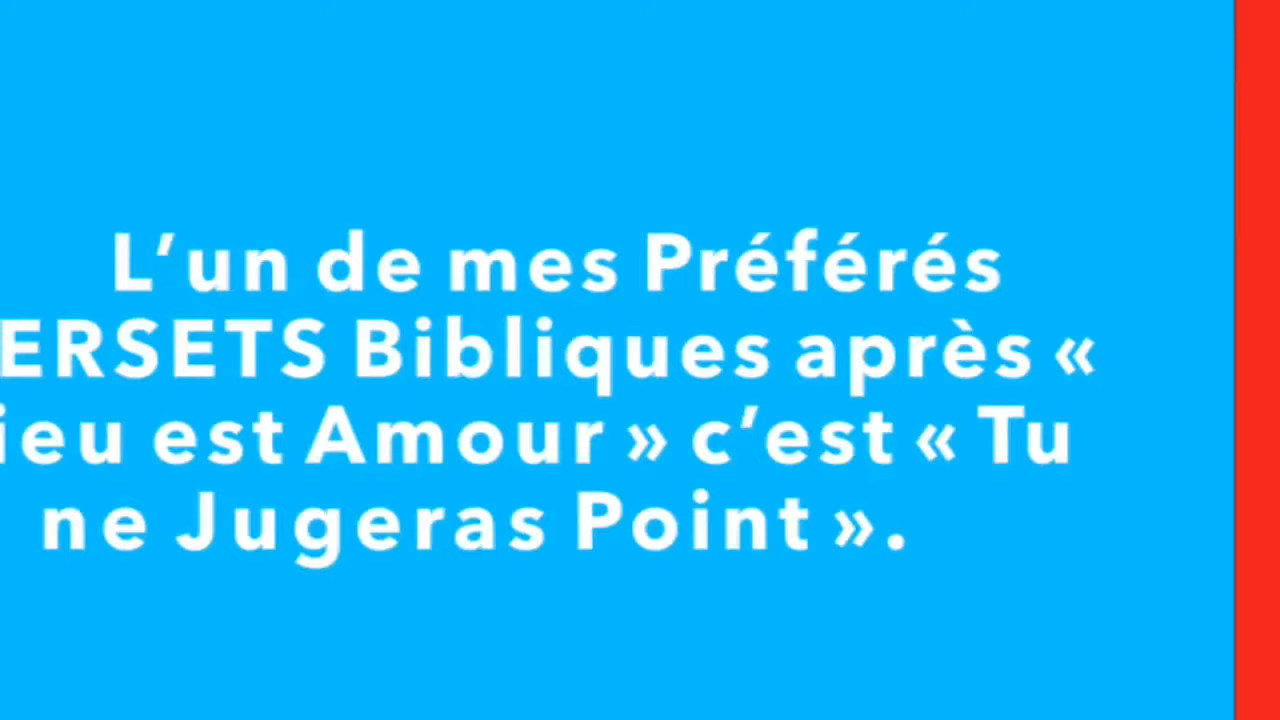 L’un de mes Préférés
ERSETS Bibliques après «
ieu est Amour » c’est « Tu
ne Jugeras Point ».